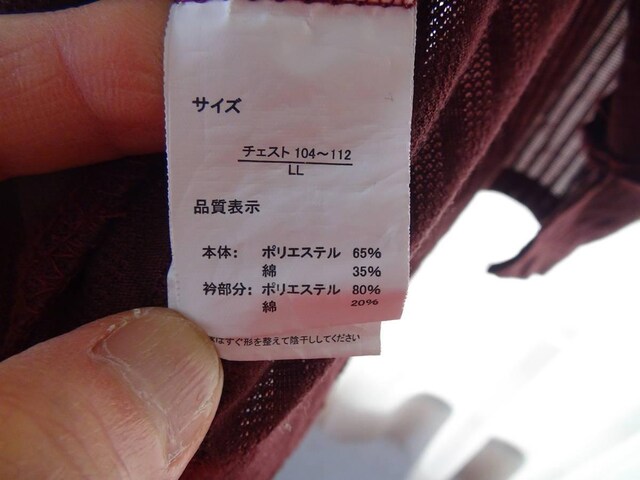 サイズ
チェスト 104～112
LL
品質表示
本体: ポリエステル 65%
綿 35%
衿部分: ポリエステル 80%
綿 20%
はすぐ形を整えて陰干ししてください